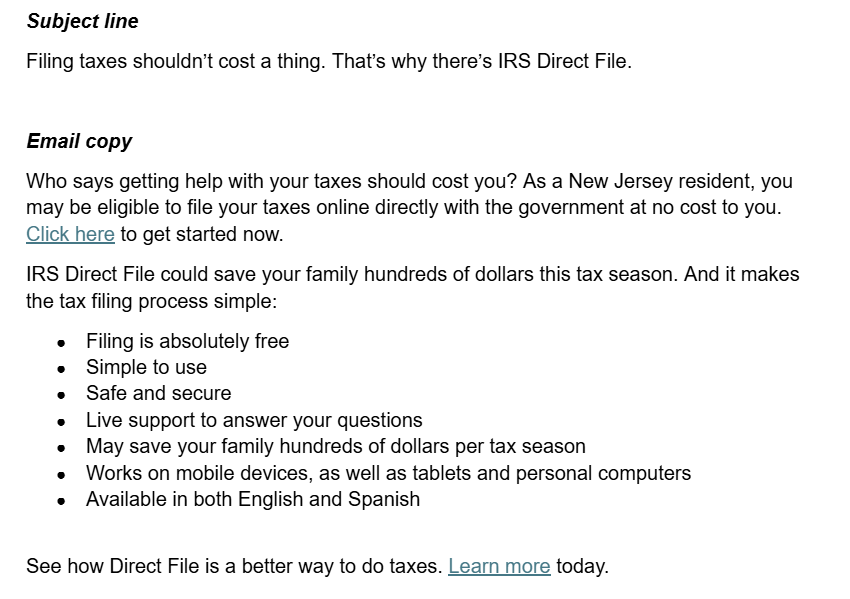 Subject line
Filing taxes shouldn’t cost a thing. That’s why there’s IRS Direct File.
Email copy
Who says getting help with your taxes should cost you? As a New Jersey resident, you
may be eligible to file your taxes online directly with the government at no cost to you.
Click here to get started now.
IRS Direct File could save your family hundreds of dollars this tax season. And it makes
the tax filing process simple:
• Filing is absolutely free
• Simple to use
• Safe and secure
• Live support to answer your questions
• May save your family hundreds of dollars per tax season
• Works on mobile devices, as well as tablets and personal computers
• Available in both English and Spanish
See how Direct File is a better way to do taxes. Learn more today.